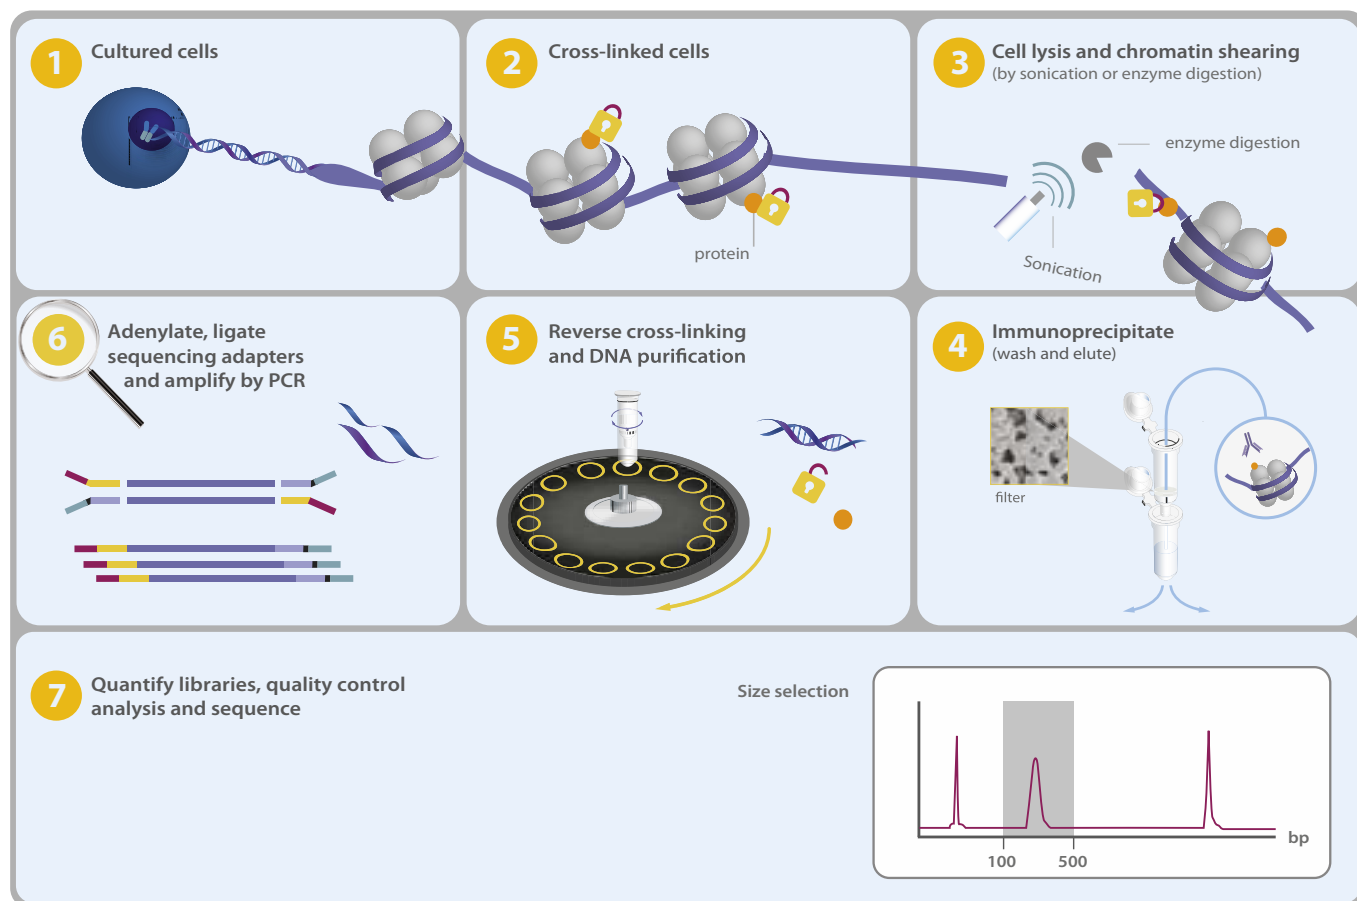 1
Cultured cells
2
Cross-linked cells
protein
3
Cell lysis and chromatin shearing
(by sonication or enzyme digestion)
enzyme digestion
Sonication
6
Adenylate, ligate
sequencing adapters
and amplify by PCR
5
Reverse cross-linking
and DNA purification
4
Immunoprecipitate
(wash and elute)
filter
7
Quantify libraries, quality control
analysis and sequence
Size selection
bp
100 500